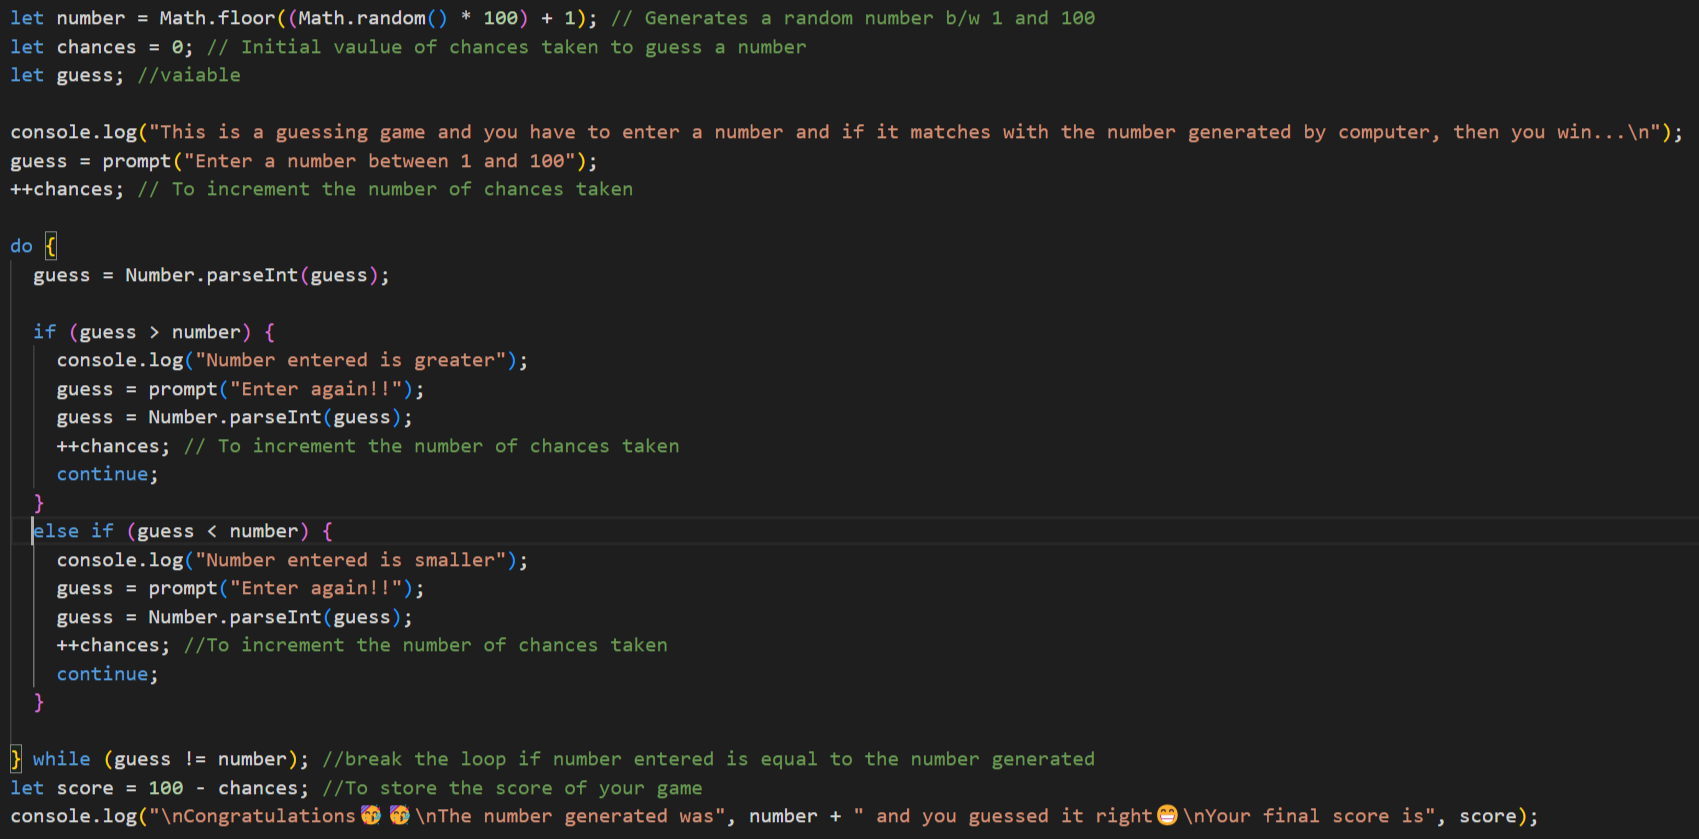 let number = Math.floor((Math.random() * 100) + 1); // Generates a random number b/w 1 and 100
let chances = 0; // Initial vaulue of chances taken to guess a number
let guess; //vaiable
console.log("This is a guessing game and you have to enter a number and if it matches with the number generated by computer, then you win...\n");
guess = prompt("Enter a number between 1 and 100");
++chances; // To increment the number of chances taken
do {
guess = Number.parseInt(guess);
if (guess > number) {
console.log("Number entered is greater");
guess = prompt("Enter again!!");
guess = Number.parseInt(guess);
++chances; // To increment the number of chances taken
continue;
}
else if (guess < number) {
console.log("Number entered is smaller");
guess = prompt("Enter again!!");
guess = Number.parseInt(guess);
++chances; //To increment the number of chances taken
continue;
}
} while (guess != number); //break the loop if number entered is equal to the number generated
let score = 100 - chances; //To store the score of your game
console.log("\nCongratulations🥳🥳\nThe number generated was", number + " and you guessed it right😁\nYour final score is", score);